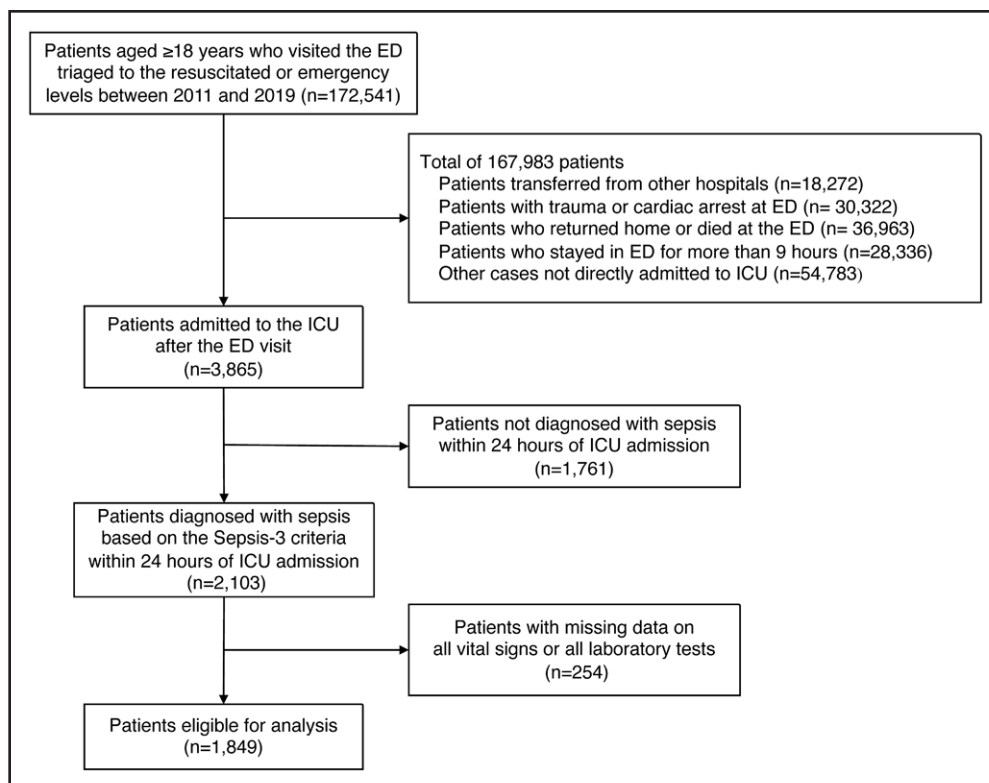 Patients aged ≥18 years who visited the ED
triaged to the resuscitated or emergency
levels between 2011 and 2019 (n=172,541)
Total of 167,983 patients
Patients transferred from other hospitals (n=18,272)
Patients with trauma or cardiac arrest at ED (n= 30,322)
Patients who returned home or died at the ED (n= 36,963)
Patients who stayed in ED for more than 9 hours (n=28,336)
Other cases not directly admitted to ICU (n=54,783)
Patients admitted to the ICU
after the ED visit
(n=3,865)
Patients not diagnosed with sepsis
within 24 hours of ICU admission
(n=1,761)
Patients diagnosed with sepsis
based on the Sepsis-3 criteria
within 24 hours of ICU admission
(n=2,103)
Patients with missing data on
all vital signs or all laboratory tests
(n=254)
Patients eligible for analysis
(n=1,849)